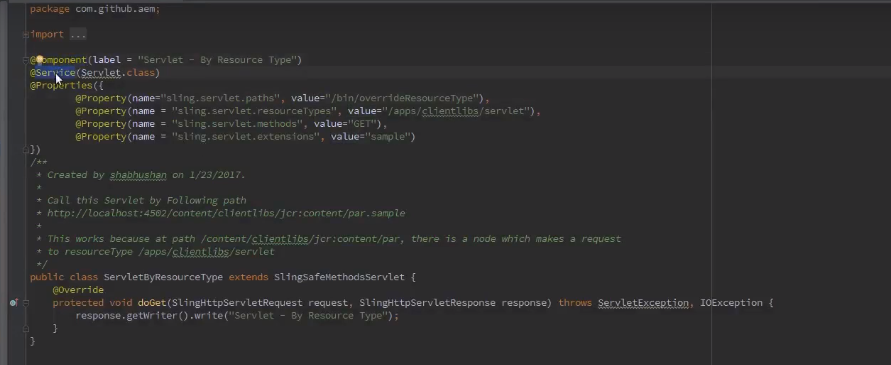 package com.github.aem;
import ...
@Component(label = "Servlet - By Resource Type")
@Service(Servlet.class)
@Properties({
@Property(name="sling.servlet.paths", value="/bin/overrideResourceType"),
@Property(name = "sling.servlet.resourceTypes", value="/apps/clientlibs/servlet"),
@Property(name = "sling.servlet.methods", value="GET"),
@Property(name = "sling.servlet.extensions", value="sample")
})
/**
* Created by shabhushan on 1/23/2017.
*
* Call this Servlet by Following path
* http://localhost:4502/content/clientlibs/jcr:content/par.sample
*
* This works because at path /content/clientlibs/jcr:content/par, there is a node which makes a request
* to resourceType /apps/clientlibs/servlet
*/
public class ServletByResourceType extends SlingSafeMethodsServlet {
@Override
protected void doGet(SlingHttpServletRequest request, SlingHttpServletResponse response) throws ServletException, IOException {
response.getWriter().write("Servlet - By Resource Type");
}
}